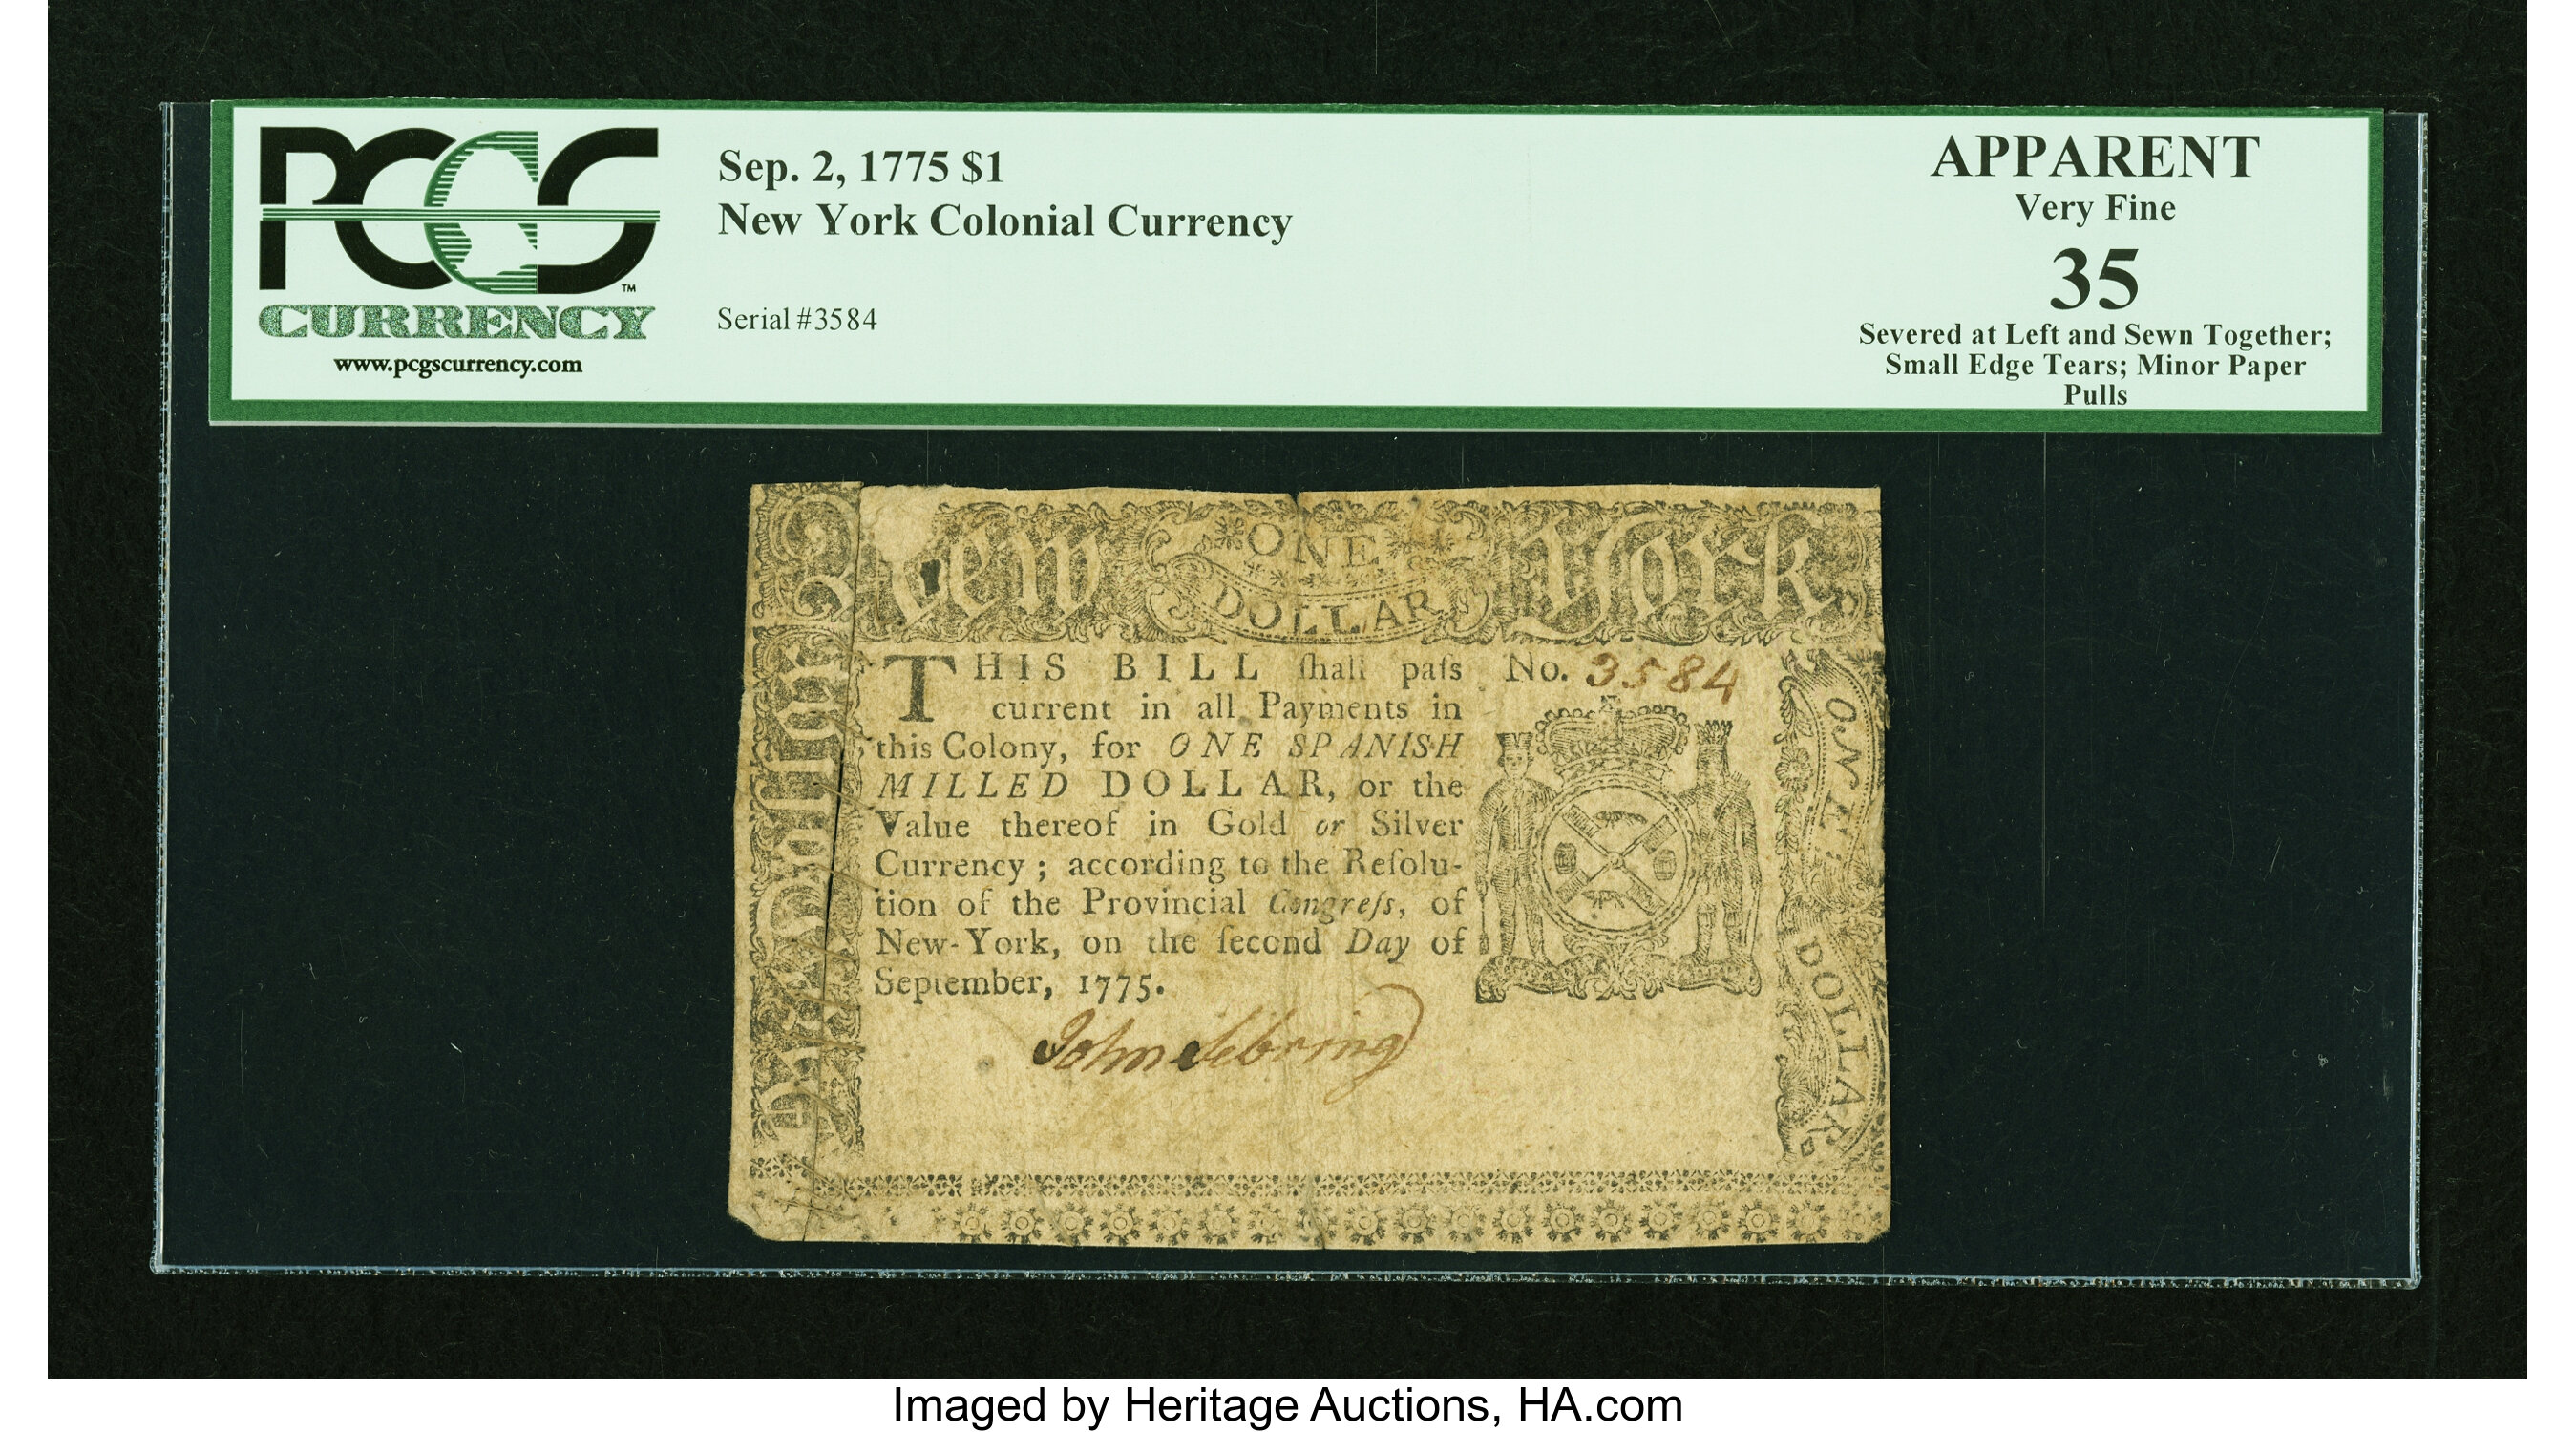 PCGS
CURRENCY
www.pcgscurrency.com
Sep. 2, 1775 $1
New York Colonial Currency
Serial #3584
APPARENT
Very Fine
35
Severed at Left and Sewn Together;
Small Edge Tears; Minor Paper
Pulls
New York
ONE
DOLLAR
THIS BILL ſhall paſs
current in all Payments in
this Colony, for ONE SPANISH
MILLED DOLLAR, or the
Value thereof in Gold or Silver
Currency ; according to the Reſolu-
tion of the Provincial Congreſs, of
New-York, on the ſecond Day of
September, 1775.
No. 3584
John Sebring
ONE
DOLLAR
Imaged by Heritage Auctions, HA.com